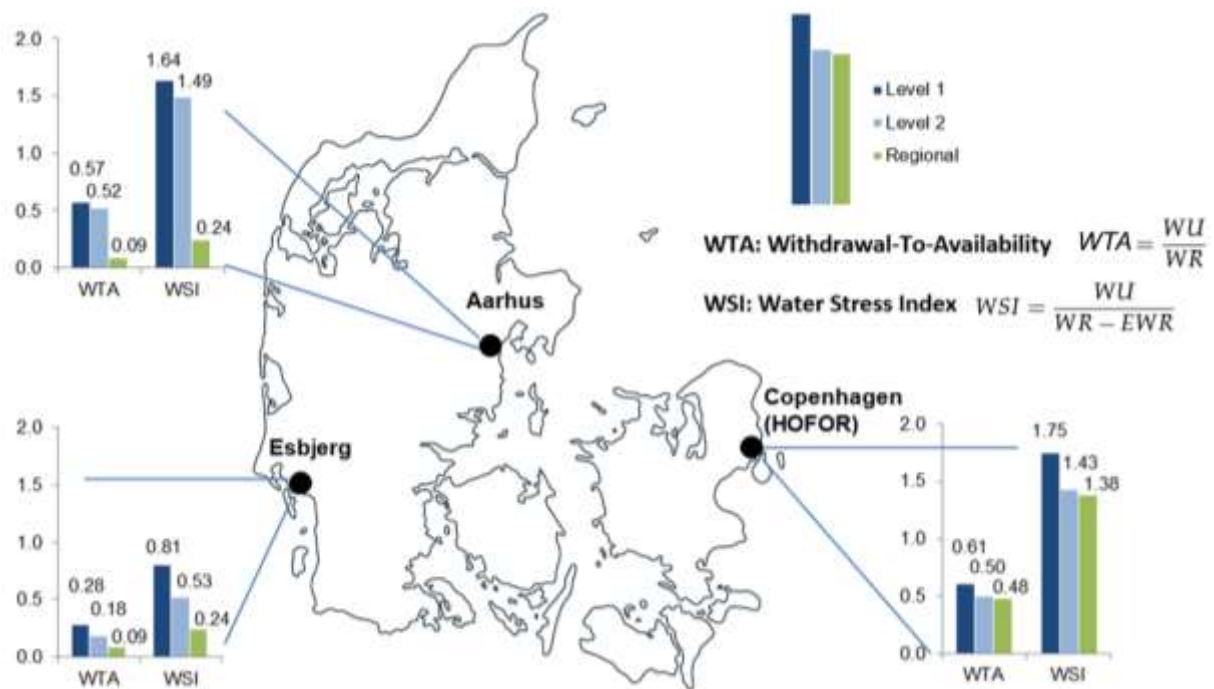 2.0
1.5
1.0
0.5
0.0
1.64
1.49
0.57
0.52
0.09
0.24
WTA WSI
Level 1
Level 2
Regional
WTA: Withdrawal-To-Availability WTA = WU / WR
WSI: Water Stress Index WSI = WU / WR − EWR
Aarhus
Esbjerg
Copenhagen
(HOFOR)
2.0
1.5
1.0
0.5
0.0
0.81
0.53
0.28
0.18
0.09
0.24
WTA WSI
2.0
1.5
1.0
0.5
0.0
1.75
1.43
1.38
0.61
0.50
0.48
WTA WSI